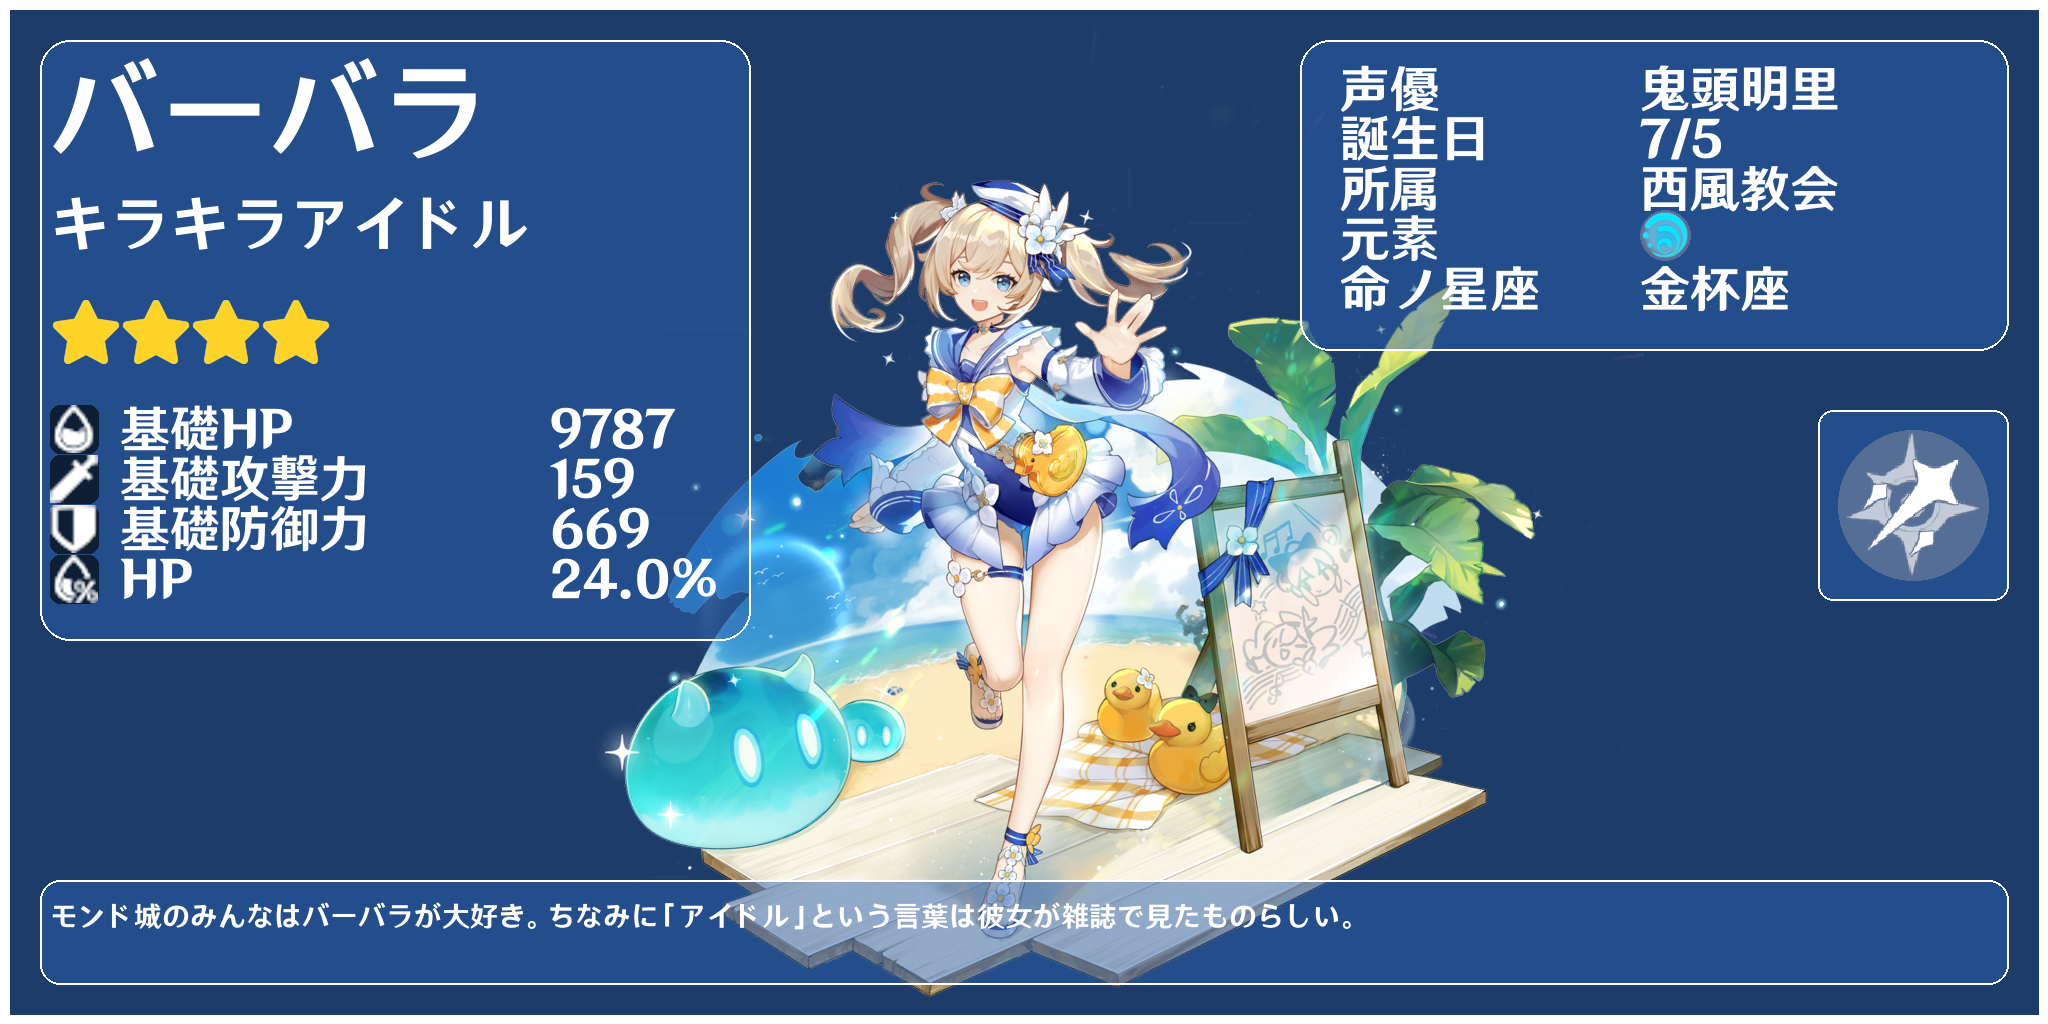 バーバラ
キラキラアイドル
基礎HP 9787
基礎攻撃力 159
基礎防御力 669
HP 24.0%
声優 鬼頭明里
誕生日 7/5
所属 西風教会
元素
命ノ星座 金杯座
モンド城のみんなはバーバラが大好き。ちなみに「アイドル」という言葉は彼女が雑誌で見たものらしい。